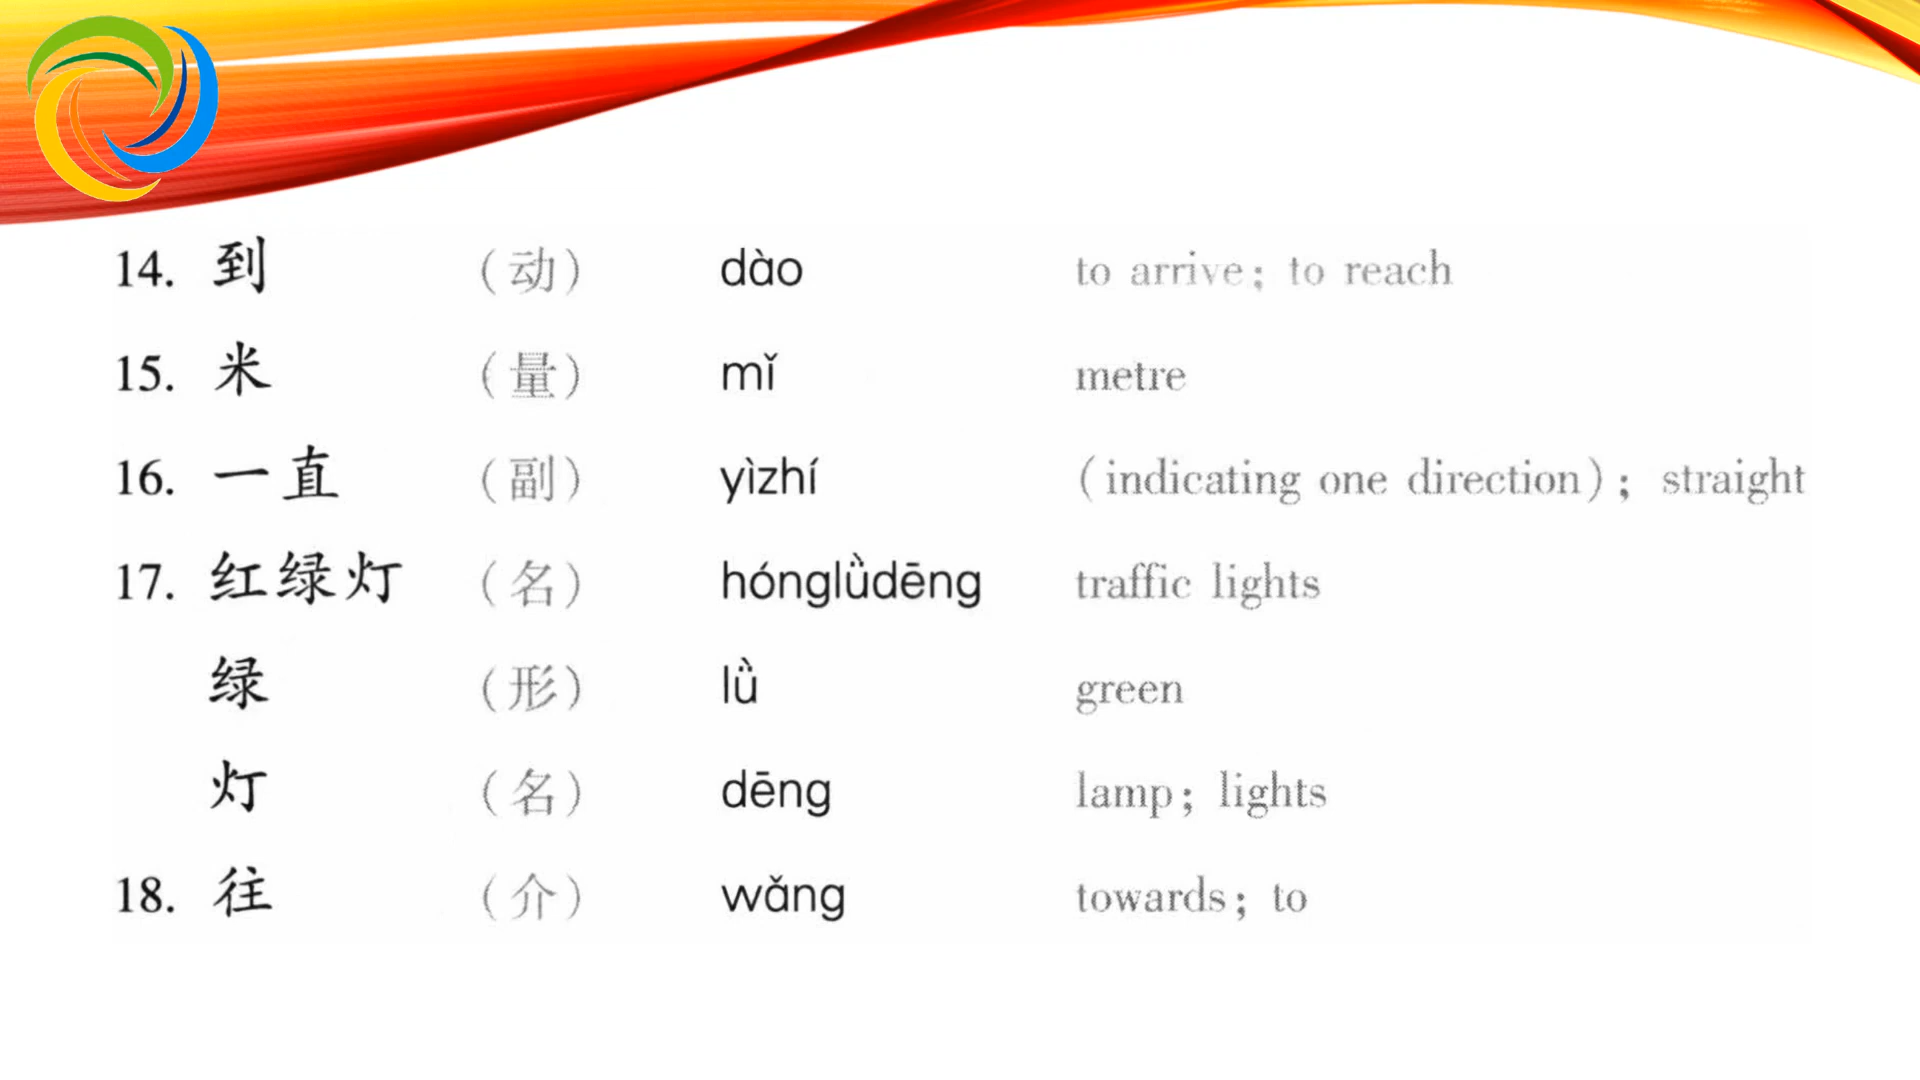 14. 到 （动） dào to arrive; to reach
15. 米 （量） mǐ metre
16. 一直 （副） yìzhí (indicating one direction); straight
17. 红绿灯 （名） hónglǜdēng traffic lights
绿 （形） lǜ green
灯 （名） dēng lamp; lights
18. 往 （介） wǎng towards; to